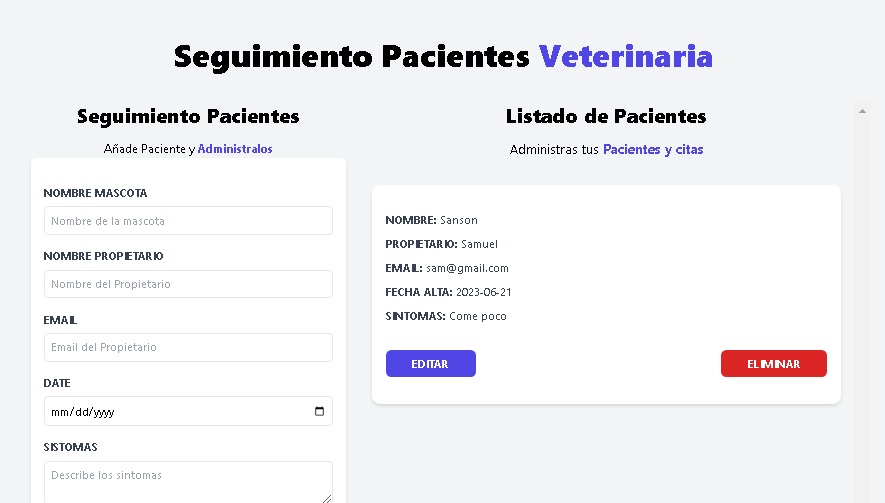 Seguimiento Pacientes Veterinaria
Seguimiento Pacientes
Añade Paciente y Administralos
NOMBRE MASCOTA
Nombre de la mascota
NOMBRE PROPIETARIO
Nombre del Propietario
EMAIL
Email del Propietario
DATE
mm/dd/yyyy
SISTOMAS
Describe los sintomas
Listado de Pacientes
Administras tus Pacientes y citas
NOMBRE: Sanson
PROPIETARIO: Samuel
EMAIL: sam@gmail.com
FECHA ALTA: 2023-06-21
SINTOMAS: Come poco
EDITAR
ELIMINAR